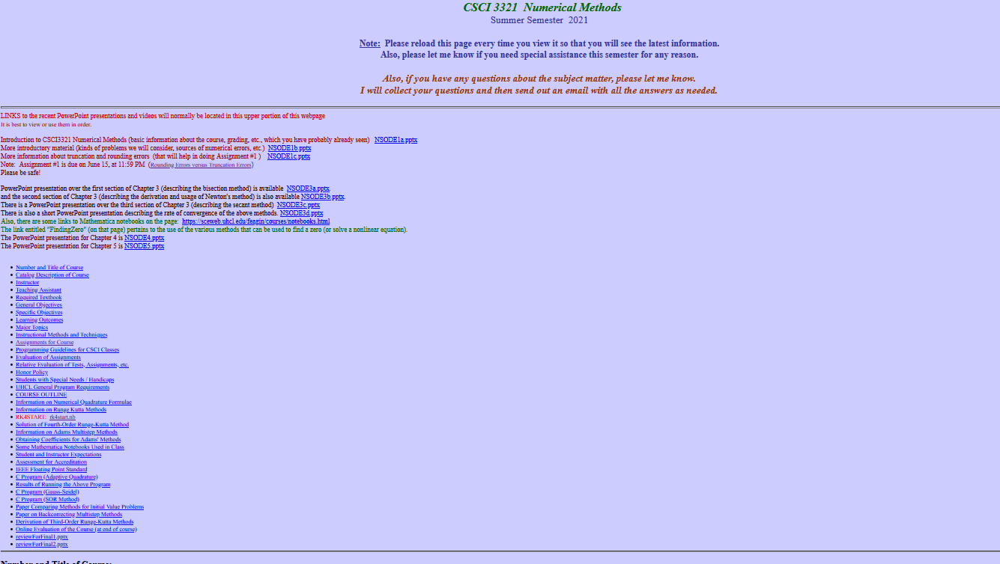 CSCI 3321 Numerical Methods
Summer Semester 2021
Note: Please reload this page every time you view it so that you will see the latest information.
Also, please let me know if you need special assistance this semester for any reason.
Also, if you have any questions about the subject matter, please let me know.
I will collect your questions and then send out an email with all the answers as needed.
LINKS to the recent PowerPoint presentations and videos will normally be located in this upper portion of this webpage
It is best to view or use them in order.
Introduction to CSCI3321 Numerical Methods (basic information about the course, grading, etc., which you have probably already seen) NSODE1a.pptx
More introductory material (kinds of problems we will consider, sources of numerical errors, etc.) NSODE1b.pptx
More information about truncation and rounding errors (that will help in doing Assignment #1 ) NSODE1c.pptx
Note: Assignment #1 is due on June 15, at 11:59 PM (Rounding Errors versus Truncation Errors)
Please be safe!
PowerPoint presentation over the first section of Chapter 3 (describing the bisection method) is available NSODE3a.pptx.
and the second section of Chapter 3 (describing the derivation and usage of Newton's method) is also available NSODE3b.pptx.
There is a PowerPoint presentation over the third section of Chapter 3 (describing the secant method) NSODE3c.pptx
There is also a short PowerPoint presentation describing the rate of convergence of the above methods. NSODE3d.pptx
Also, there are some links to Mathematica notebooks on the page: https://sceweb.uhcl.edu/feagin/courses/notebooks.html
The link entitled "FindingZero" (on that page) pertains to the use of the various methods that can be used to find a zero (or solve a nonlinear equation).
The PowerPoint presentation for Chapter 4 is NSODE4.pptx
The PowerPoint presentation for Chapter 5 is NSODE5.pptx
• Number and Title of Course
• Catalog Description of Course
• Instructor
• Teaching Assistant
• Required Textbook
• General Objectives
• Specific Objectives
• Learning Outcomes
• Major Topics
• Instructional Methods and Techniques
• Assignments for Course
• Programming Guidelines for CSCI Classes
• Evaluation of Assignments
• Relative Evaluation of Tests, Assignments, etc.
• Honor Policy
• Students with Special Needs / Handicaps
• UHCL General Program Requirements
• COURSE OUTLINE
• Information on Numerical Quadrature Formulae
• Information on Runge Kutta Methods
• RK4START: rk4start.nb
• Solution of Fourth-Order Runge-Kutta Method
• Information on Adams Multistep Methods
• Obtaining Coefficients for Adams' Methods
• Some Mathematica Notebooks Used in Class
• Student and Instructor Expectations
• Assessment for Accreditation
• IEEE Floating Point Standard
• C Program (Adaptive Quadrature)
• Results of Running the Above Program
• C Program (Gauss-Seidel)
• C Program (SOR Method)
• Paper Comparing Methods for Initial Value Problems
• Paper on Backcorrecting Multistep Methods
• Derivation of Third-Order Runge-Kutta Methods
• Online Evaluation of the Course (at end of course)
• reviewForFinal1.pptx
• reviewForFinal2.pptx
Number and Title of Course: